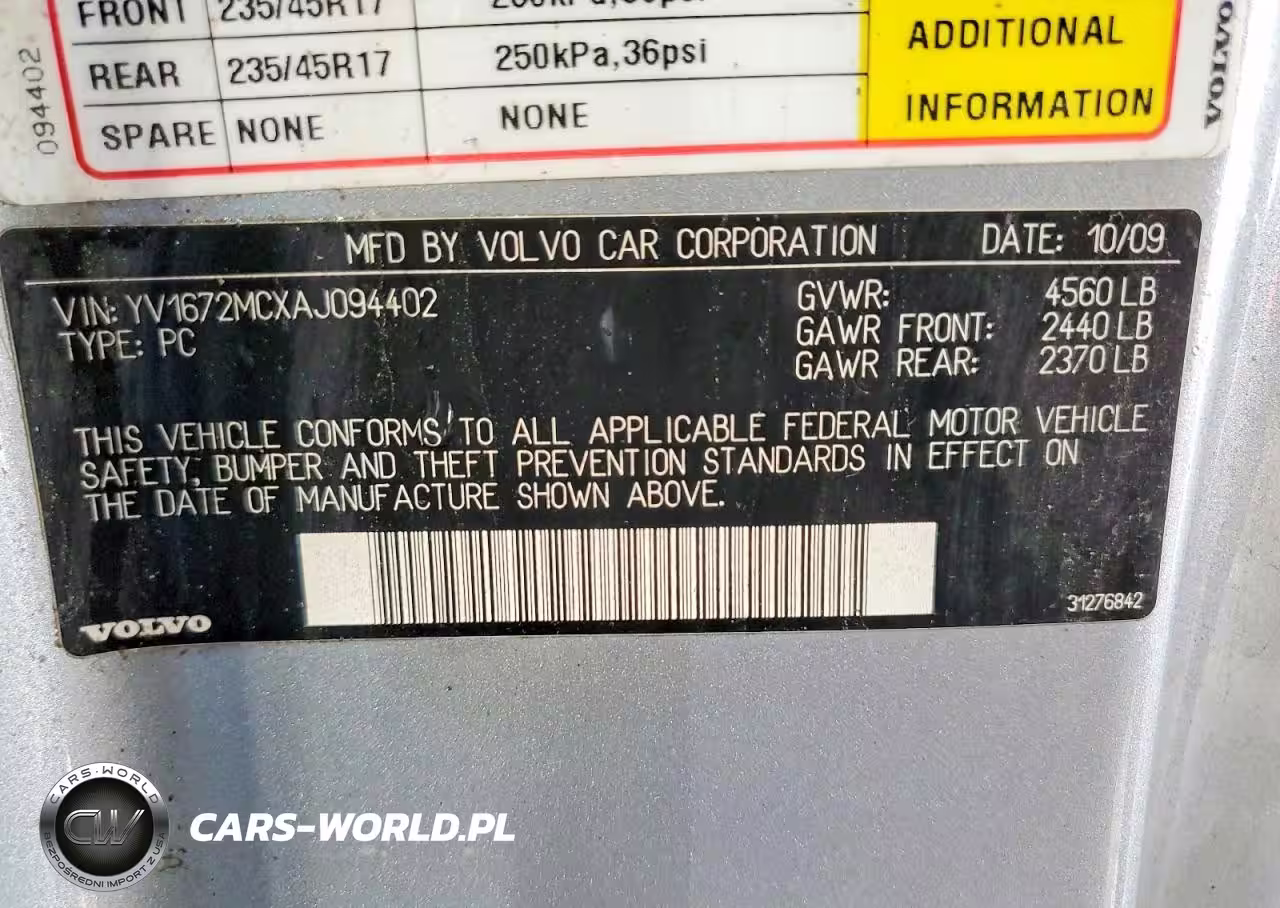 FRONT 235/45R17
REAR 235/45R17 250kPa,36psi
SPARE NONE NONE
ADDITIONAL
INFORMATION
094402
VOLVO
MFD BY VOLVO CAR CORPORATION DATE: 10/09
VIN: YV1672MCXAJ094402 GVWR: 4560 LB
TYPE: PC GAWR FRONT: 2440 LB
GAWR REAR: 2370 LB
THIS VEHICLE CONFORMS TO ALL APPLICABLE FEDERAL MOTOR VEHICLE
SAFETY, BUMPER AND THEFT PREVENTION STANDARDS IN EFFECT ON
THE DATE OF MANUFACTURE SHOWN ABOVE.
VOLVO
31276842
CARS-WORLD
CW
BEZPOŚREDNI IMPORT Z USA
CARS-WORLD.PL